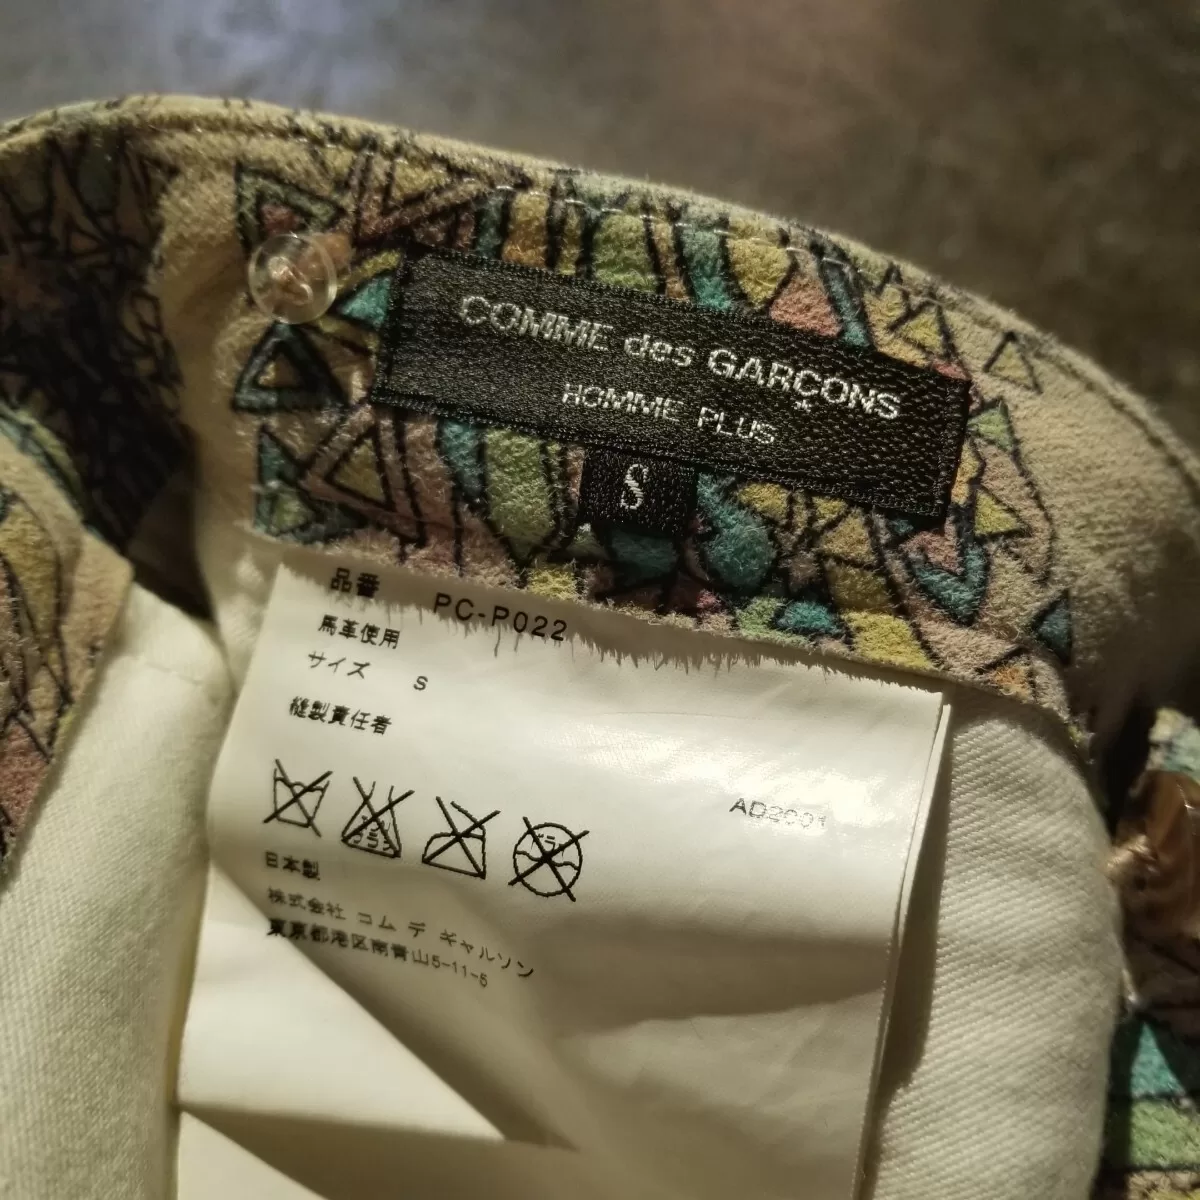 COMME des GARÇONS
HOMME PLUS
S
品番 PC-P022
馬革使用
サイズ S
縫製責任者
AD2001
日本製
株式会社 コム デ ギャルソン
東京都港区南青山5-11-5